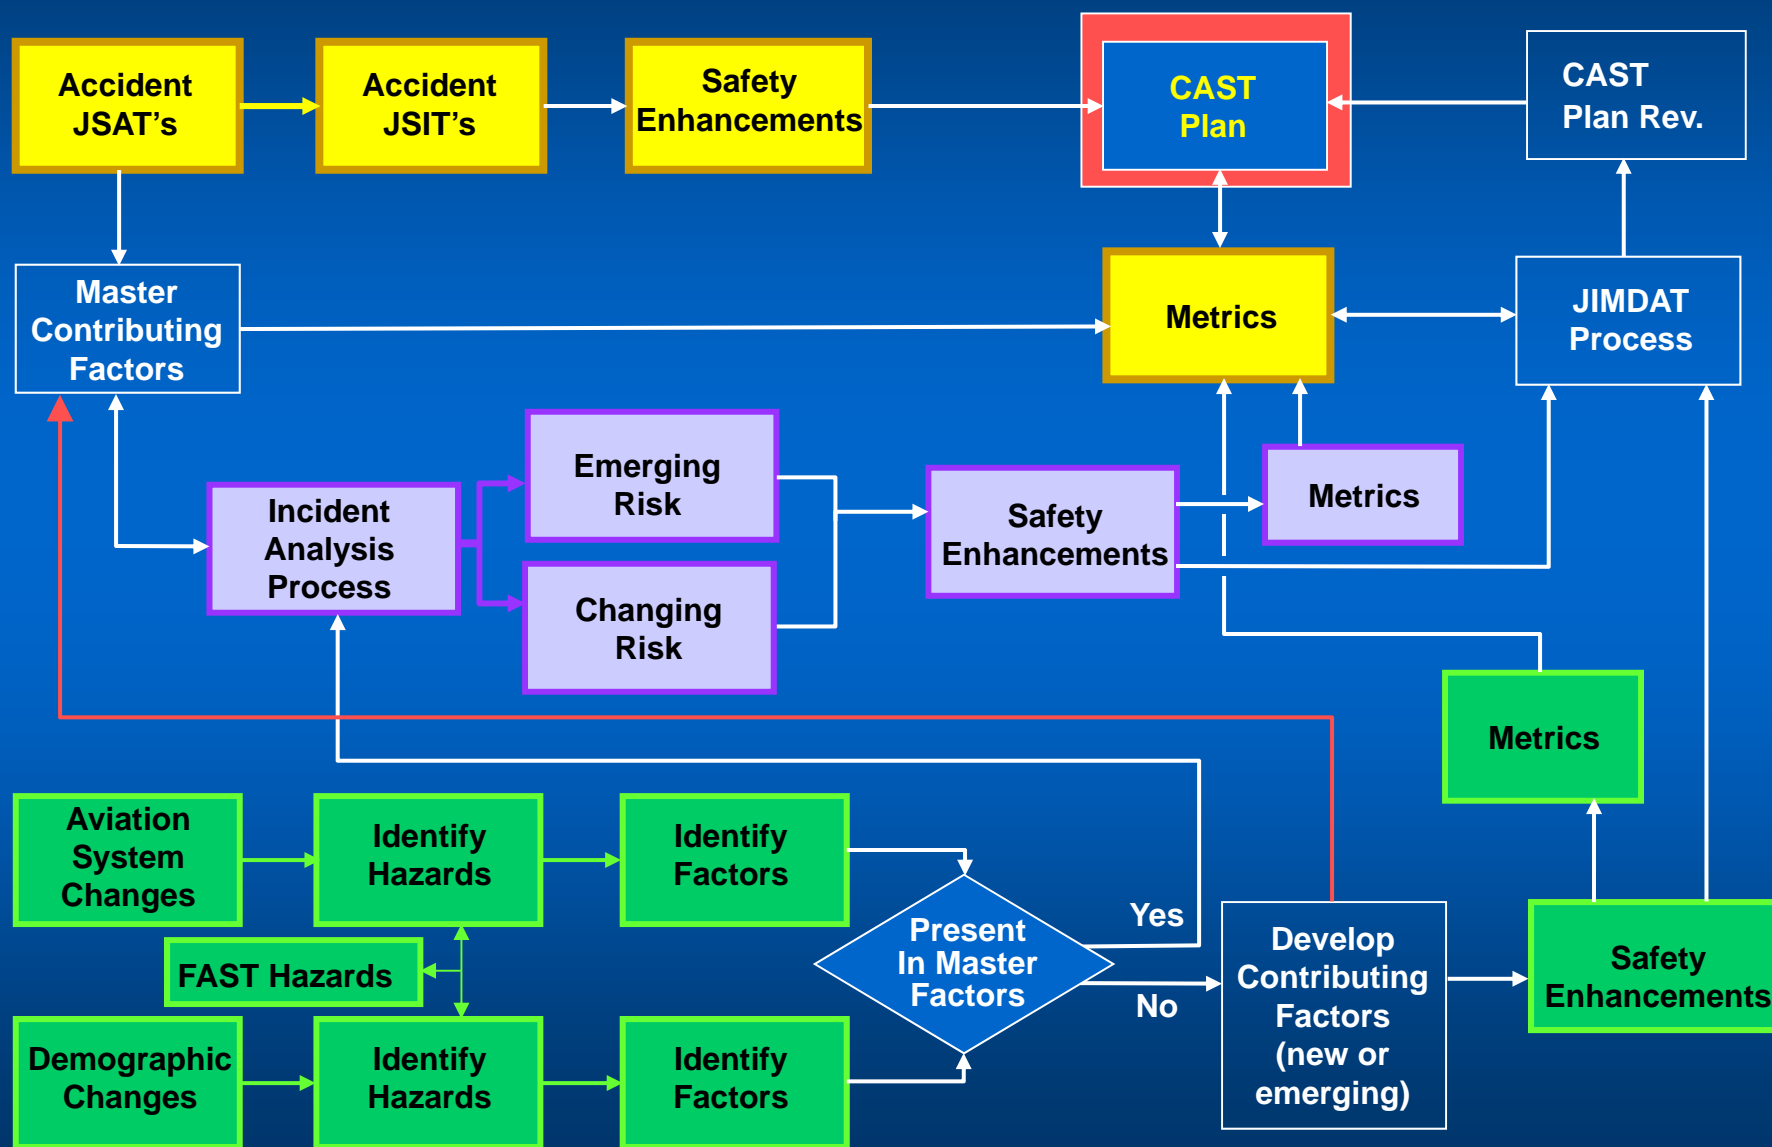 Accident
JSAT’s
Accident
JSIT’s
Safety
Enhancements
CAST
Plan
CAST
Plan Rev.
Master
Contributing
Factors
Metrics
JIMDAT
Process
Incident
Analysis
Process
Emerging
Risk
Changing
Risk
Safety
Enhancements
Metrics
Metrics
Aviation
System
Changes
Identify
Hazards
Identify
Factors
FAST Hazards
Demographic
Changes
Identify
Hazards
Identify
Factors
Present
In Master
Factors
Yes
No
Develop
Contributing
Factors
(new or
emerging)
Safety
Enhancements